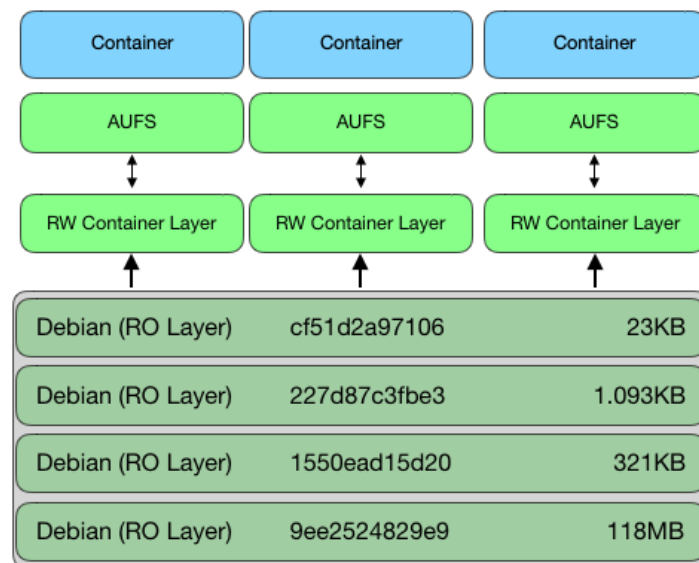 Container Container Container
AUFS AUFS AUFS
RW Container Layer RW Container Layer RW Container Layer
Debian (RO Layer) cf51d2a97106 23KB
Debian (RO Layer) 227d87c3fbe3 1.093KB
Debian (RO Layer) 1550ead15d20 321KB
Debian (RO Layer) 9ee2524829e9 118MB